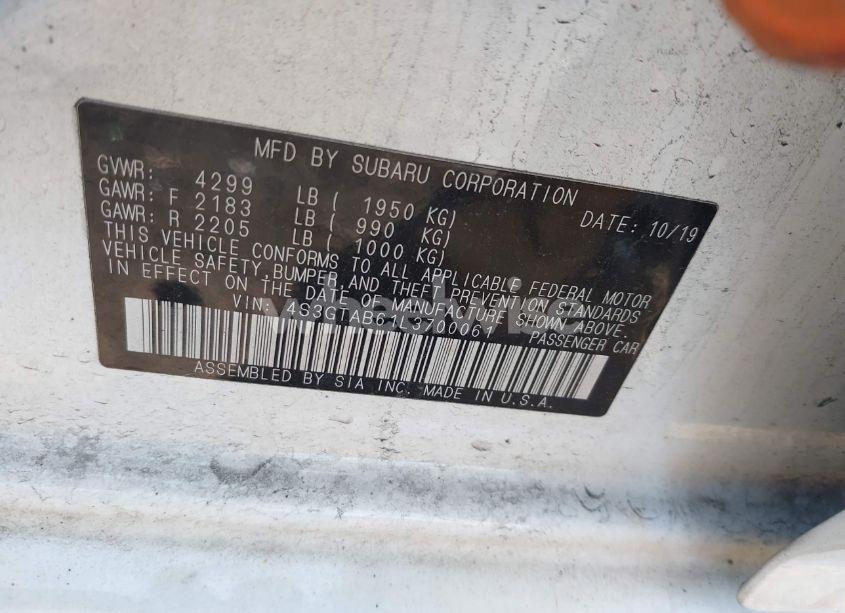 MFD BY SUBARU CORPORATION
DATE: 10/19
GVWR: 4299 LB ( 1950 KG)
GAWR: F 2183 LB ( 990 KG)
GAWR: R 2205 LB ( 1000 KG)
THIS VEHICLE CONFORMS TO ALL APPLICABLE FEDERAL MOTOR
VEHICLE SAFETY, BUMPER, AND THEFT PREVENTION STANDARDS
IN EFFECT ON THE DATE OF MANUFACTURE SHOWN ABOVE.
VIN: 4S3GTAB64L3700061 PASSENGER CAR
ASSEMBLED BY SIA INC. MADE IN U.S.A.